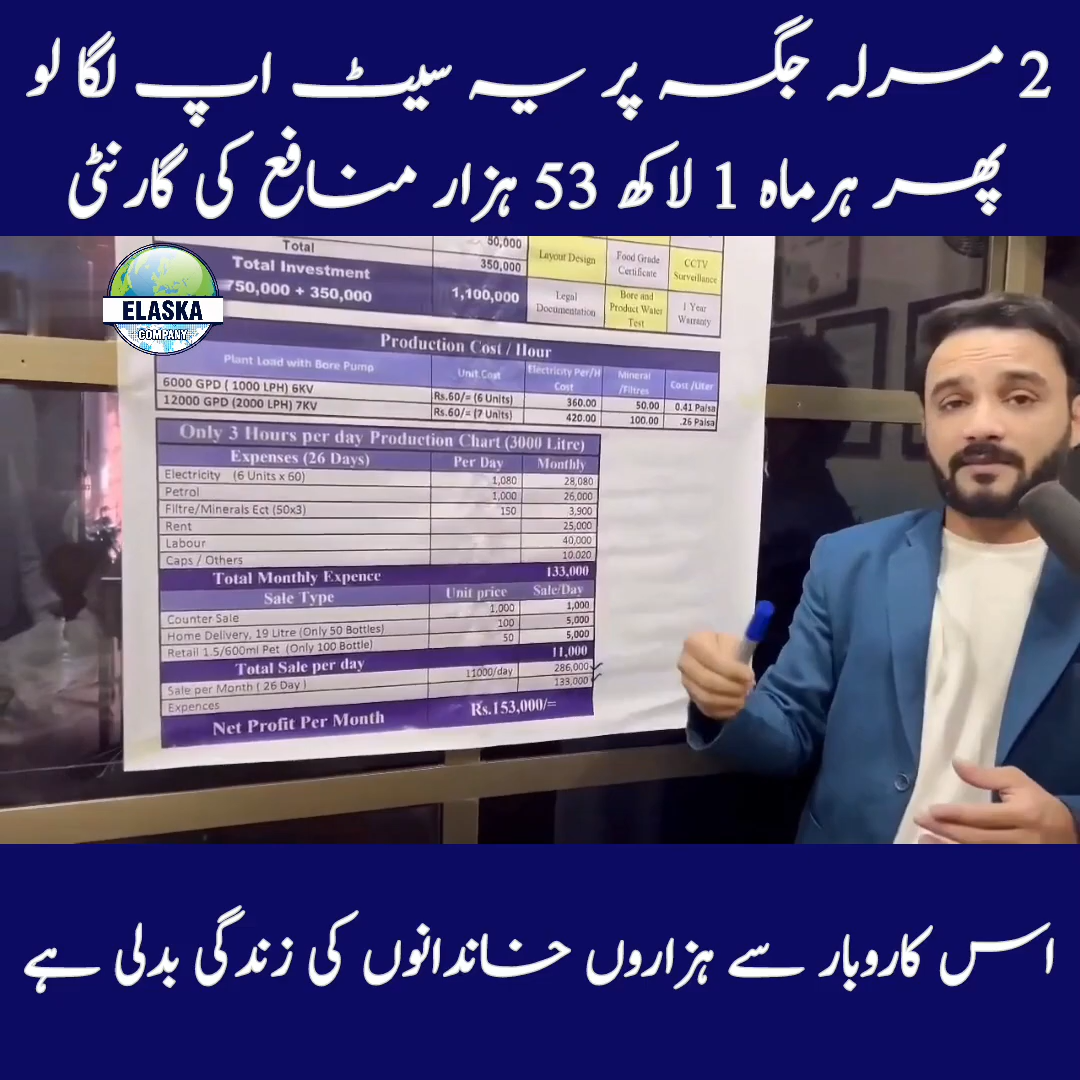 2 مرلہ جگہ پر یہ سیٹ اپ لگا لو
پھر ہر ماہ 1 لاکھ 53 ہزار منافع کی گارنٹی
ELASKA
COMPANY
Total 50,000
350,000
Total Investment
750,000 + 350,000 1,100,000
Layout Design
Food Grade Certificate
CCTV Surveillance
Legal Documentation
Bore and Product Water Test
1 Year Warranty
Production Cost / Hour
Plant Load with Bore Pump Unit Cost Electricity Per/H Cost Mineral /Filtres Cost /Liter
6000 GPD ( 1000 LPH) 6KV Rs.60/= (6 Units) 360.00 50.00 0.41 Paisa
12000 GPD (2000 LPH) 7KV Rs.60/= (7 Units) 420.00 100.00 .26 Paisa
Only 3 Hours per day Production Chart (3000 Litre)
Expenses (26 Days) Per Day Monthly
Electricity (6 Units x 60) 1,080 28,080
Petrol 1,000 26,000
Filtre/Minerals Ect (50x3) 150 3,900
Rent 25,000
Labour 40,000
Caps / Others 10.020
Total Monthly Expence 133,000
Sale Type Unit price Sale/Day
Counter Sale 1,000 1,000
Home Delivery, 19 Litre (Only 50 Bottles) 100 5,000
Retail 1.5/600ml Pet (Only 100 Bottle) 50 5,000
Total Sale per day 11,000
Sale per Month ( 26 Day ) 11000/day 286,000
Expences 133,000
Net Profit Per Month Rs.153,000/=
اس کاروبار سے ہزاروں خاندانوں کی زندگی بدلی ہے